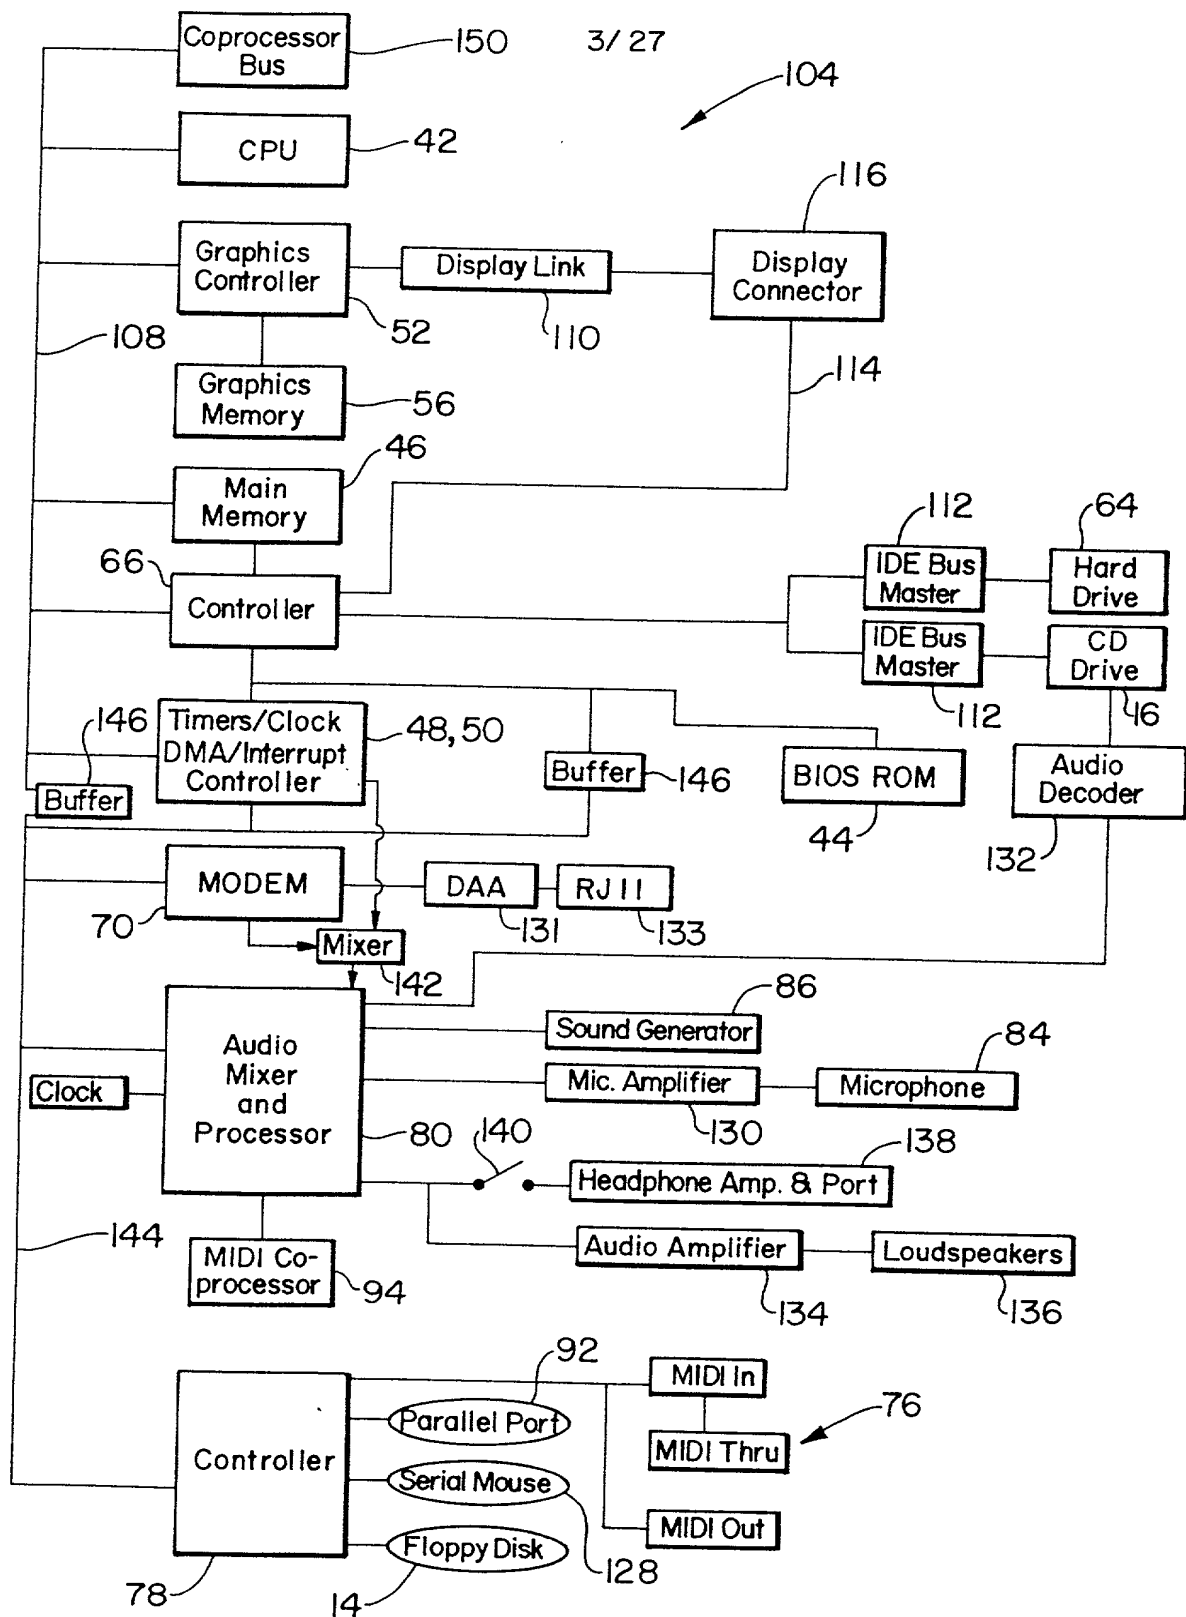 Coprocessor
Bus
150
3/27
104
CPU
42
116
Graphics
Controller
52
Display Link
110
Display
Connector
108
114
Graphics
Memory
56
46
Main
Memory
66
Controller
112
64
IDE Bus
Master
Hard
Drive
IDE Bus
Master
CD
Drive
112
16
146
Timers/Clock
DMA/Interrupt
Controller
48,50
Buffer
Buffer
146
BIOS ROM
44
Audio
Decoder
132
MODEM
70
DAA
131
RJ11
133
Mixer
142
86
Sound Generator
84
Audio
Mixer
and
Processor
80
Clock
Mic. Amplifier
130
Microphone
140
138
Headphone Amp. & Port
144
Audio Amplifier
134
Loudspeakers
136
MIDI Co-
processor
94
92
MIDI In
Parallel Port
76
MIDI Thru
Controller
Serial Mouse
128
MIDI Out
Floppy Disk
78
14